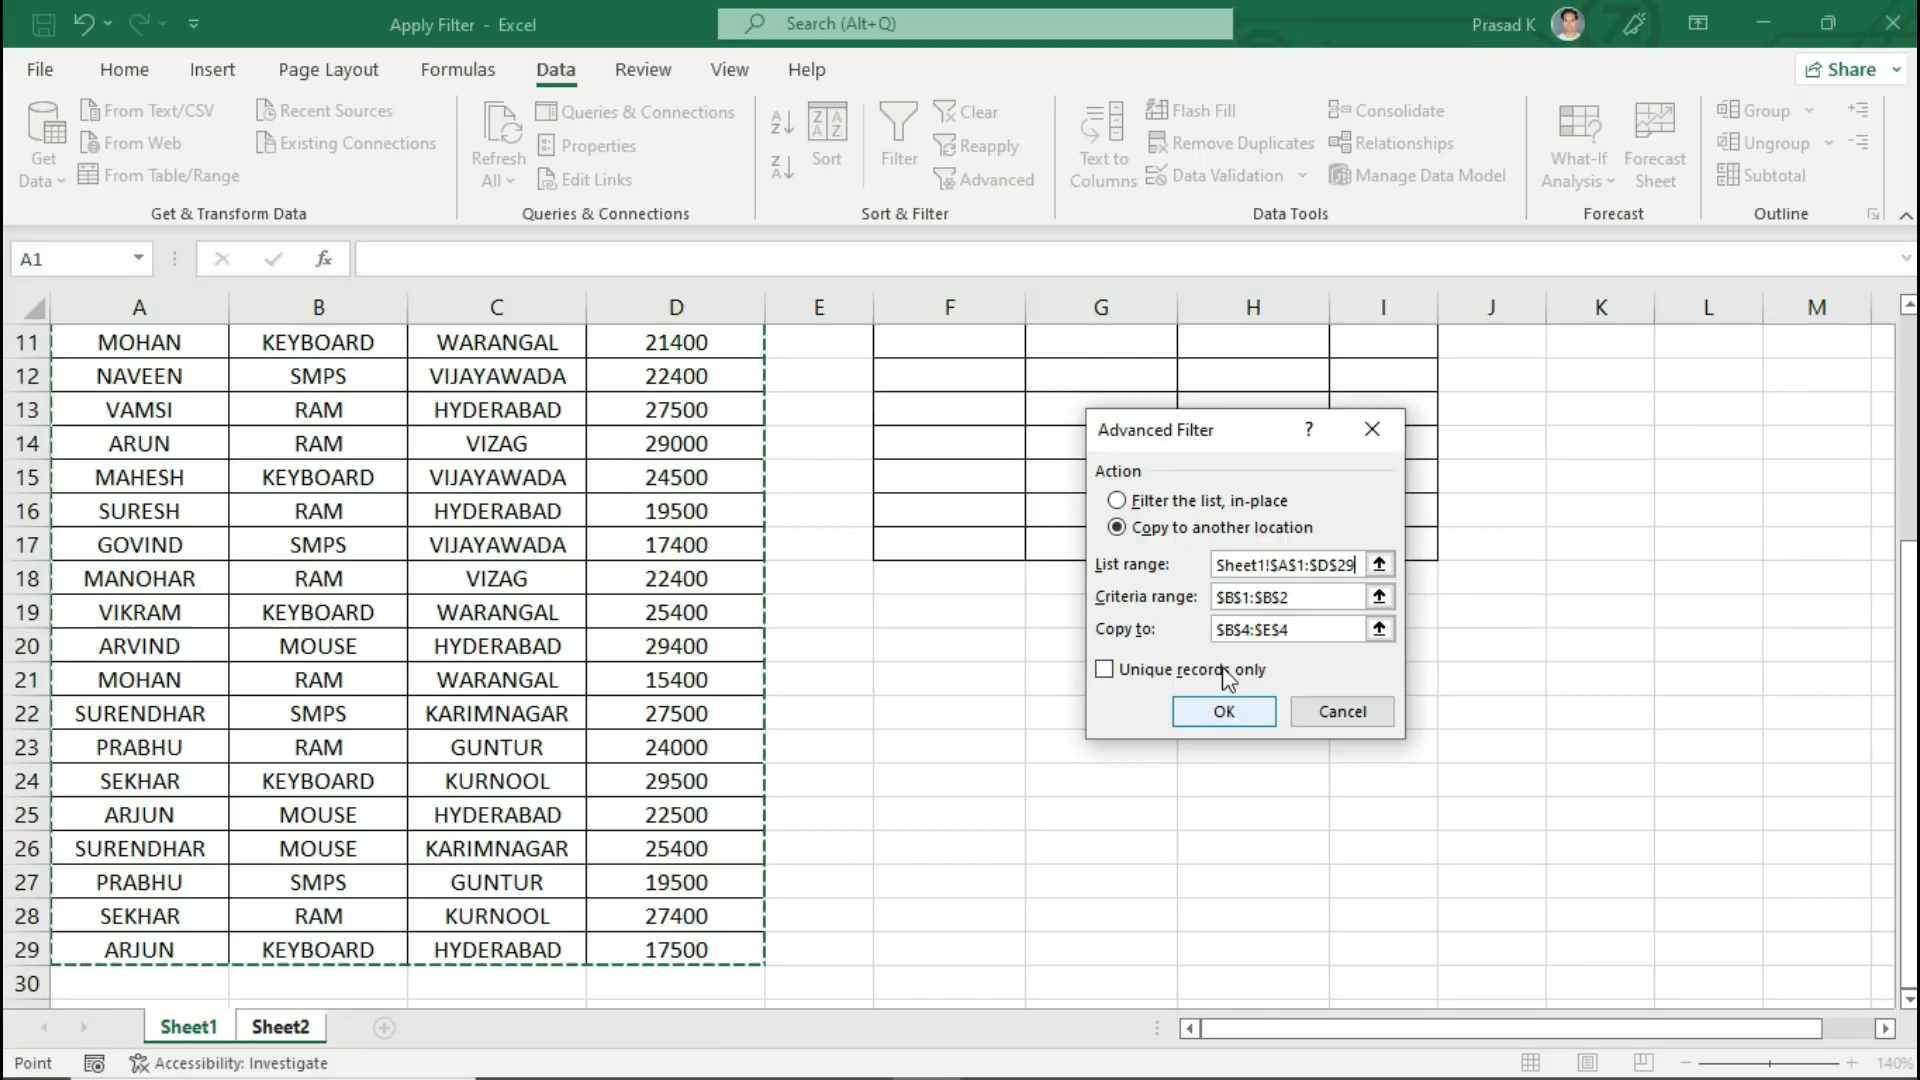 Apply Filter - Excel
Search (Alt+Q)
Prasad K
File Home Insert Page Layout Formulas Data Review View Help
Share
Get Data
From Text/CSV
From Web
From Table/Range
Recent Sources
Existing Connections
Get & Transform Data
Refresh All
Queries & Connections
Properties
Edit Links
Queries & Connections
Sort
Filter
Clear
Reapply
Advanced
Sort & Filter
Text to Columns
Flash Fill
Remove Duplicates
Data Validation
Consolidate
Relationships
Manage Data Model
Data Tools
What-If Analysis
Forecast Sheet
Forecast
Group
Ungroup
Subtotal
Outline
A1
fx
A B C D E F G H I J K L M
11 MOHAN KEYBOARD WARANGAL 21400
12 NAVEEN SMPS VIJAYAWADA 22400
13 VAMSI RAM HYDERABAD 27500
14 ARUN RAM VIZAG 29000
15 MAHESH KEYBOARD VIJAYAWADA 24500
16 SURESH RAM HYDERABAD 19500
17 GOVIND SMPS VIJAYAWADA 17400
18 MANOHAR RAM VIZAG 22400
19 VIKRAM KEYBOARD WARANGAL 25400
20 ARVIND MOUSE HYDERABAD 29400
21 MOHAN RAM WARANGAL 15400
22 SURENDHAR SMPS KARIMNAGAR 27500
23 PRABHU RAM GUNTUR 24000
24 SEKHAR KEYBOARD KURNOOL 29500
25 ARJUN MOUSE HYDERABAD 22500
26 SURENDHAR MOUSE KARIMNAGAR 25400
27 PRABHU SMPS GUNTUR 19500
28 SEKHAR RAM KURNOOL 27400
29 ARJUN KEYBOARD HYDERABAD 17500
30
Advanced Filter ?
Action
Filter the list, in-place
Copy to another location
List range: Sheet1!$A$1:$D$29
Criteria range: $B$1:$B$2
Copy to: $B$4:$E$4
Unique records only
OK Cancel
Sheet1 Sheet2
Point Accessibility: Investigate 140%